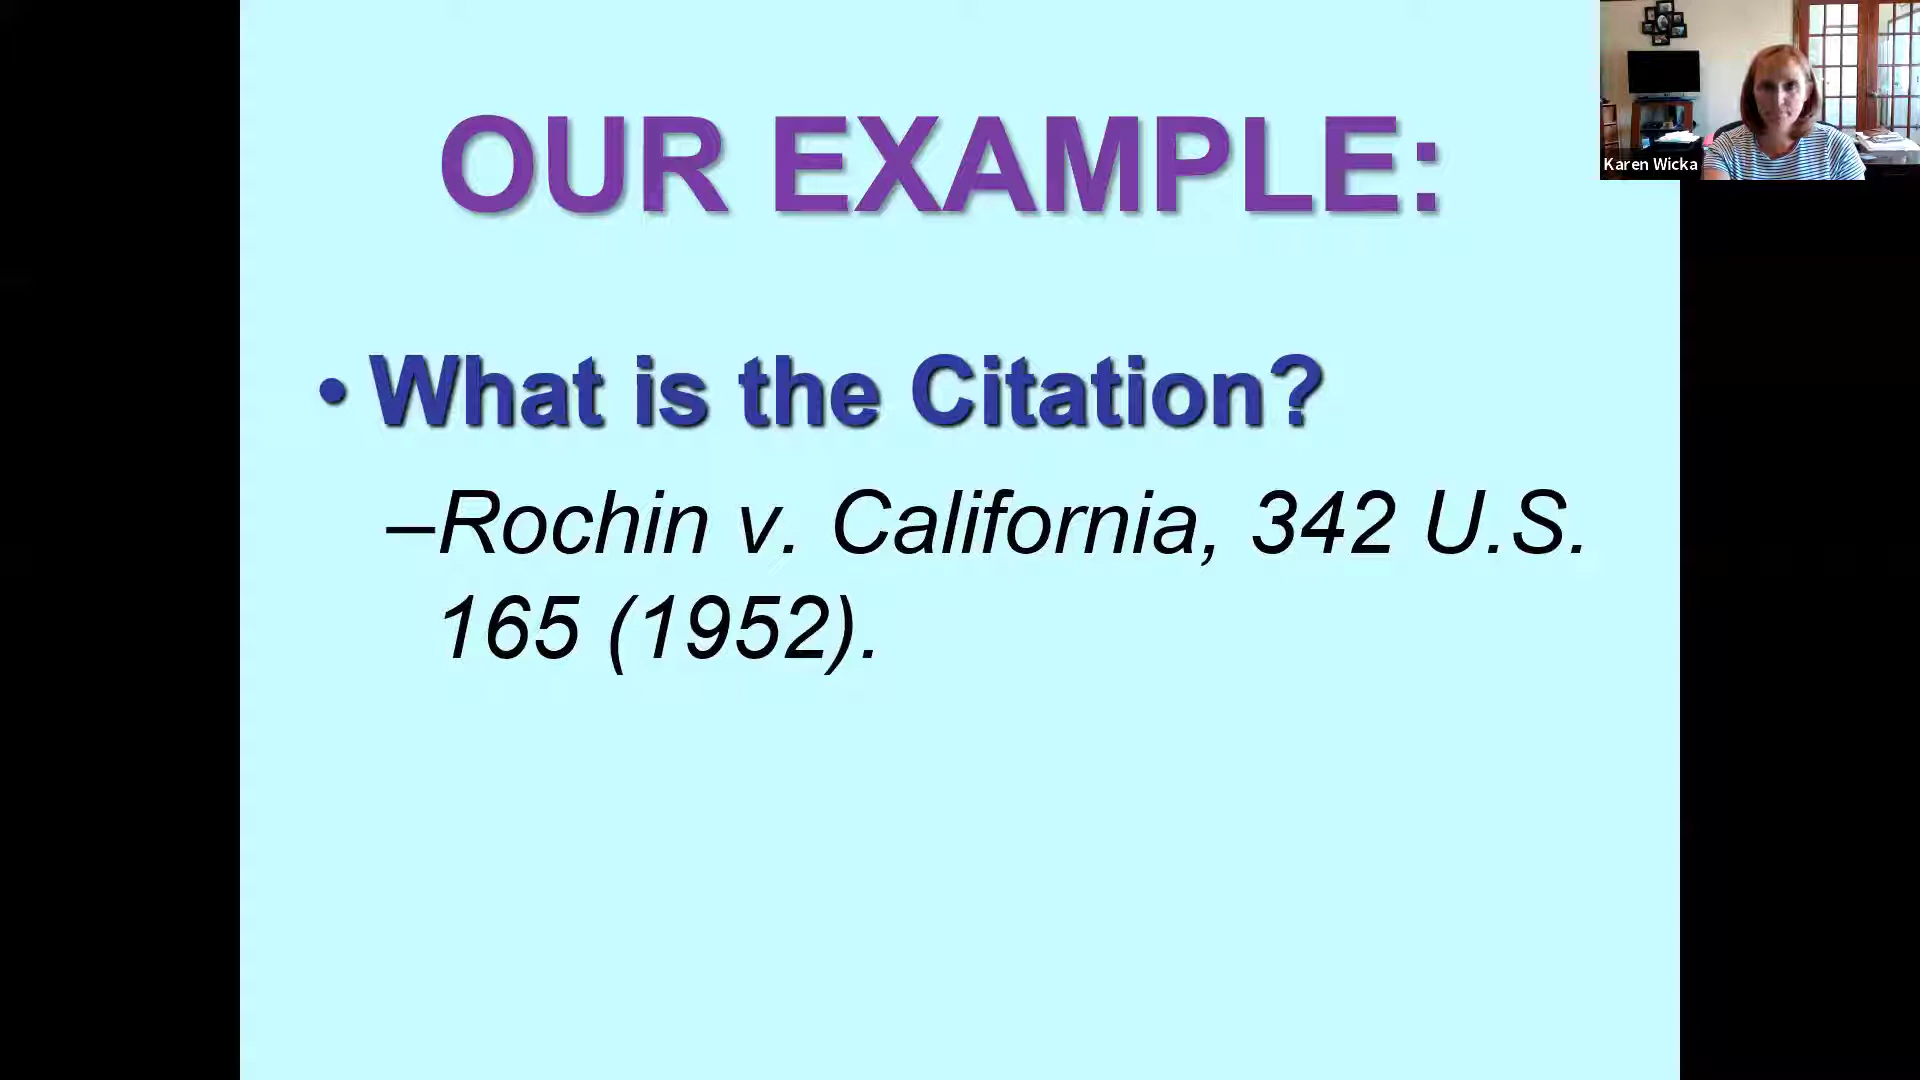 OUR EXAMPLE:
• What is the Citation?
–Rochin v. California, 342 U.S.
165 (1952).
Karen Wicka